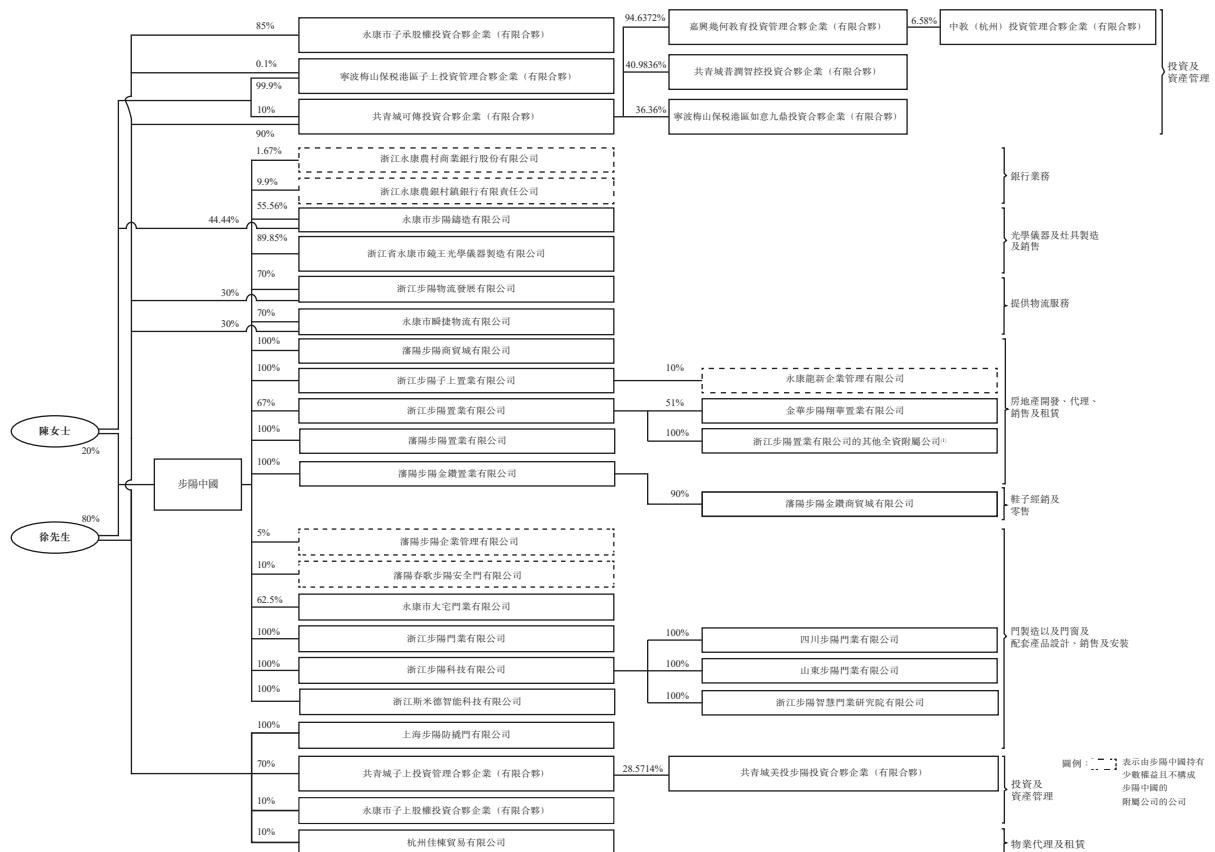 85%
永康市子承股權投資合夥企業（有限合夥）
94.6372%
嘉興幾何教育投資管理合夥企業（有限合夥）
6.58%
中教（杭州）投資管理合夥企業（有限合夥）
0.1%
寧波梅山保稅港區子上投資管理合夥企業（有限合夥）
99.9%
40.9836%
共青城普潤智控投資合夥企業（有限合夥）
投資及
資產管理
10%
共青城可傳投資合夥企業（有限合夥）
36.36%
寧波梅山保稅港區如意九鼎投資合夥企業（有限合夥）
90%
1.67%
浙江永康農村商業銀行股份有限公司
9.9%
浙江永康農銀村鎮銀行有限責任公司
銀行業務
55.56%
44.44%
永康市步陽鑄造有限公司
89.85%
浙江省永康市鏡王光學儀器製造有限公司
光學儀器及灶具製造
及銷售
70%
30%
浙江步陽物流發展有限公司
70%
30%
永康市瞬捷物流有限公司
提供物流服務
100%
瀋陽步陽商貿城有限公司
100%
浙江步陽子上置業有限公司
10%
永康龍新企業管理有限公司
67%
浙江步陽置業有限公司
51%
金華步陽翔華置業有限公司
100%
瀋陽步陽置業有限公司
100%
浙江步陽置業有限公司的其他全資附屬公司(1)
房地產開發、代理、
銷售及租賃
100%
瀋陽步陽金鑽置業有限公司
90%
瀋陽步陽金鑽商貿城有限公司
鞋子經銷及
零售
陳女士
20%
步陽中國
80%
徐先生
5%
瀋陽步陽企業管理有限公司
10%
瀋陽春歌步陽安全門有限公司
62.5%
永康市大宅門業有限公司
100%
浙江步陽門業有限公司
100%
四川步陽門業有限公司
100%
浙江步陽科技有限公司
100%
山東步陽門業有限公司
100%
浙江斯米德智能科技有限公司
100%
浙江步陽智慧門業研究院有限公司
門製造以及門窗及
配套產品設計、銷售及安裝
100%
上海步陽防撬門有限公司
70%
共青城子上投資管理合夥企業（有限合夥）
28.5714%
共青城美投步陽投資合夥企業（有限合夥）
10%
永康市子上股權投資合夥企業（有限合夥）
投資及
資產管理
10%
杭州佳棟貿易有限公司
物業代理及租賃
圖例：
表示由步陽中國持有
少數權益且不構成
步陽中國的
附屬公司的公司